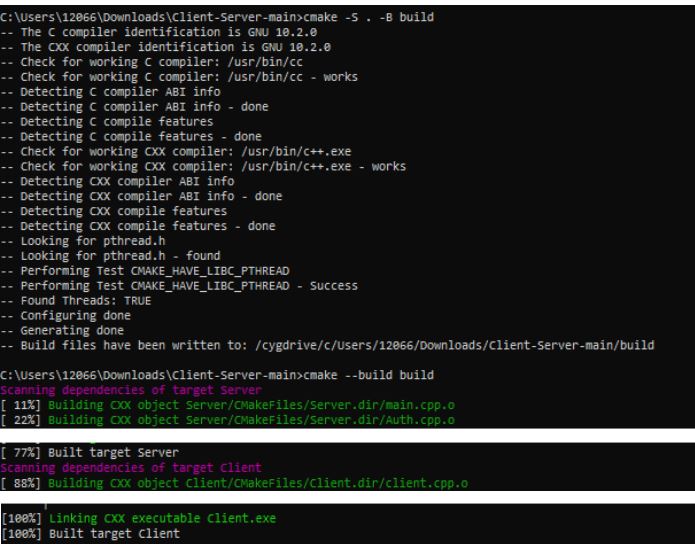 C:\Users\12066\Downloads\Client-Server-main>cmake -S . -B build
-- The C compiler identification is GNU 10.2.0
-- The CXX compiler identification is GNU 10.2.0
-- Check for working C compiler: /usr/bin/cc
-- Check for working C compiler: /usr/bin/cc - works
-- Detecting C compiler ABI info
-- Detecting C compiler ABI info - done
-- Detecting C compile features
-- Detecting C compile features - done
-- Check for working CXX compiler: /usr/bin/c++.exe
-- Check for working CXX compiler: /usr/bin/c++.exe - works
-- Detecting CXX compiler ABI info
-- Detecting CXX compiler ABI info - done
-- Detecting CXX compile features
-- Detecting CXX compile features - done
-- Looking for pthread.h
-- Looking for pthread.h - found
-- Performing Test CMAKE_HAVE_LIBC_PTHREAD
-- Performing Test CMAKE_HAVE_LIBC_PTHREAD - Success
-- Found Threads: TRUE
-- Configuring done
-- Generating done
-- Build files have been written to: /cygdrive/c/Users/12066/Downloads/Client-Server-main/build
C:\Users\12066\Downloads\Client-Server-main>cmake --build build
Scanning dependencies of target Server
[ 11%] Building CXX object Server/CMakeFiles/Server.dir/main.cpp.o
[ 22%] Building CXX object Server/CMakeFiles/Server.dir/Auth.cpp.o
[ 77%] Built target Server
Scanning dependencies of target Client
[ 88%] Building CXX object Client/CMakeFiles/Client.dir/client.cpp.o
[100%] Linking CXX executable Client.exe
[100%] Built target Client